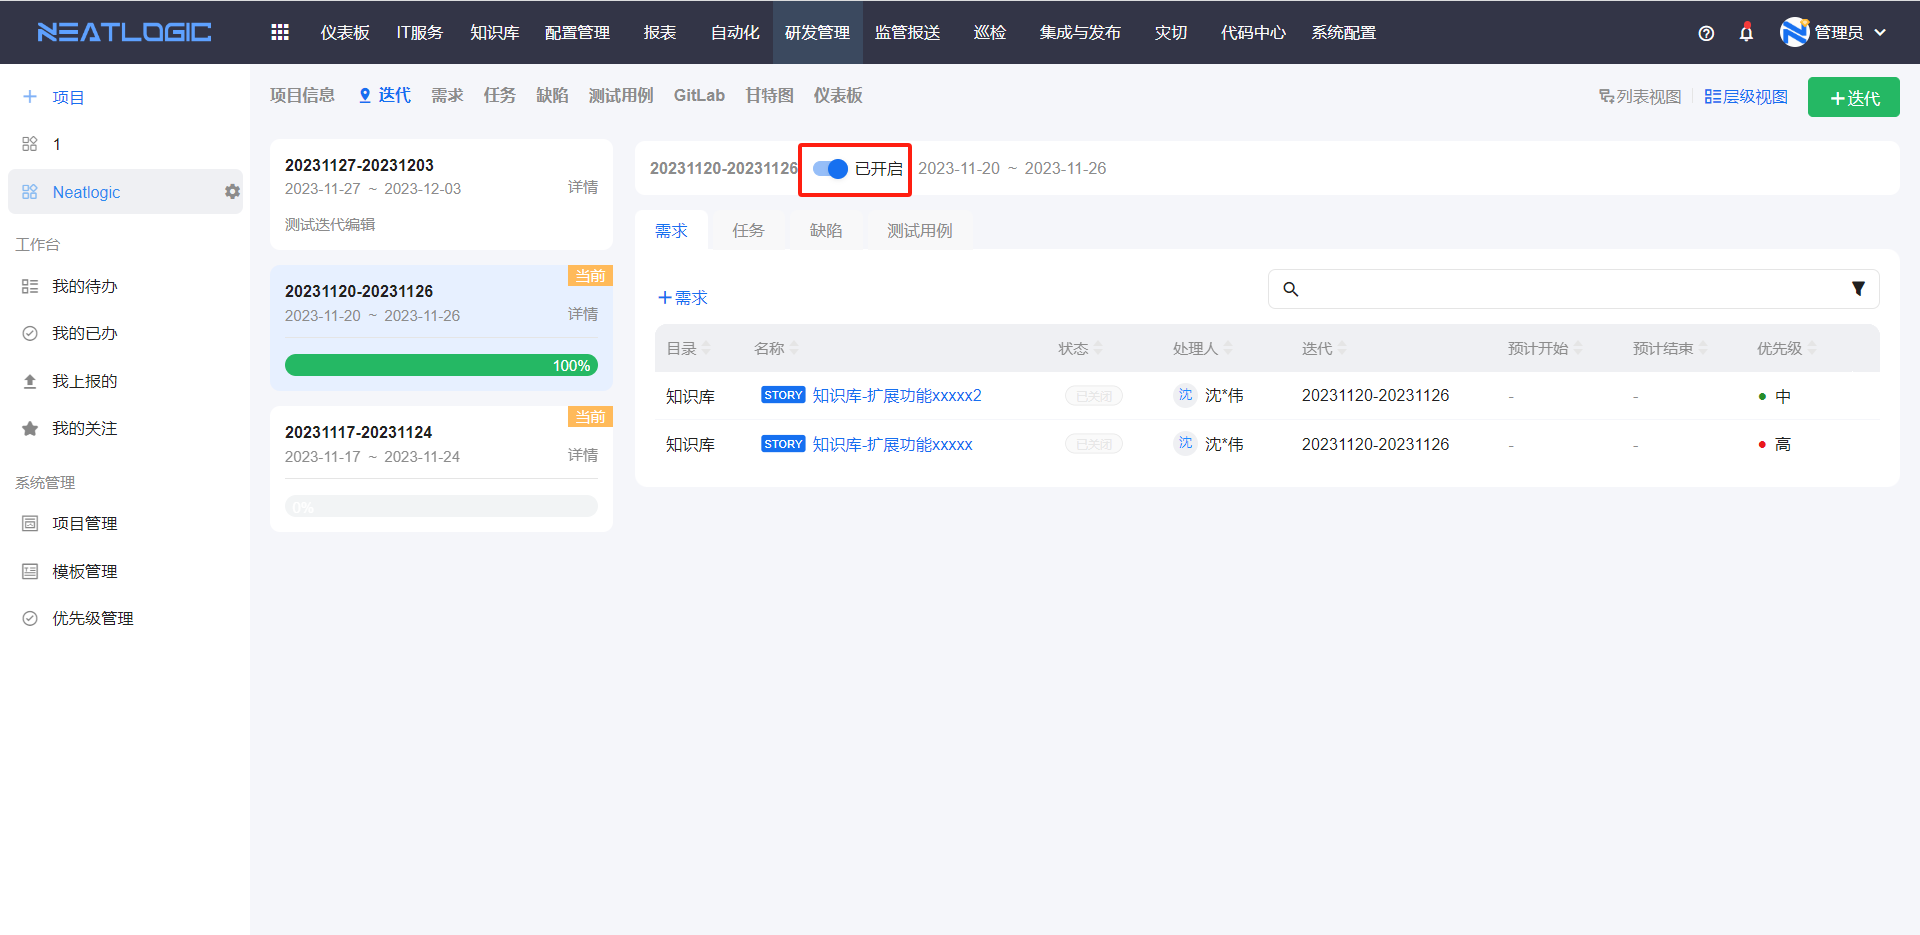 NEATLOGIC
仪表板 IT服务 知识库 配置管理 报表 自动化 研发管理 监管报送 巡检 集成与发布 灾切 代码中心 系统配置
管理员
项目
1
Neatlogic
工作台
我的待办
我的已办
我上报的
我的关注
系统管理
项目管理
模板管理
优先级管理
项目信息 迭代 需求 任务 缺陷 测试用例 GitLab 甘特图 仪表板
列表视图 层级视图 迭代
20231127-20231203
2023-11-27 ~ 2023-12-03 详情
测试迭代编辑
当前
20231120-20231126
2023-11-20 ~ 2023-11-26 详情
100%
当前
20231117-20231124
2023-11-17 ~ 2023-11-24 详情
0%
20231120-20231126 已开启 2023-11-20 ~ 2023-11-26
需求 任务 缺陷 测试用例
需求
目录 名称 状态 处理人 迭代 预计开始 预计结束 优先级
知识库 STORY 知识库-扩展功能xxxxx2 已关闭 沈 沈*伟 20231120-20231126 - - 中
知识库 STORY 知识库-扩展功能xxxxx 已关闭 沈 沈*伟 20231120-20231126 - - 高